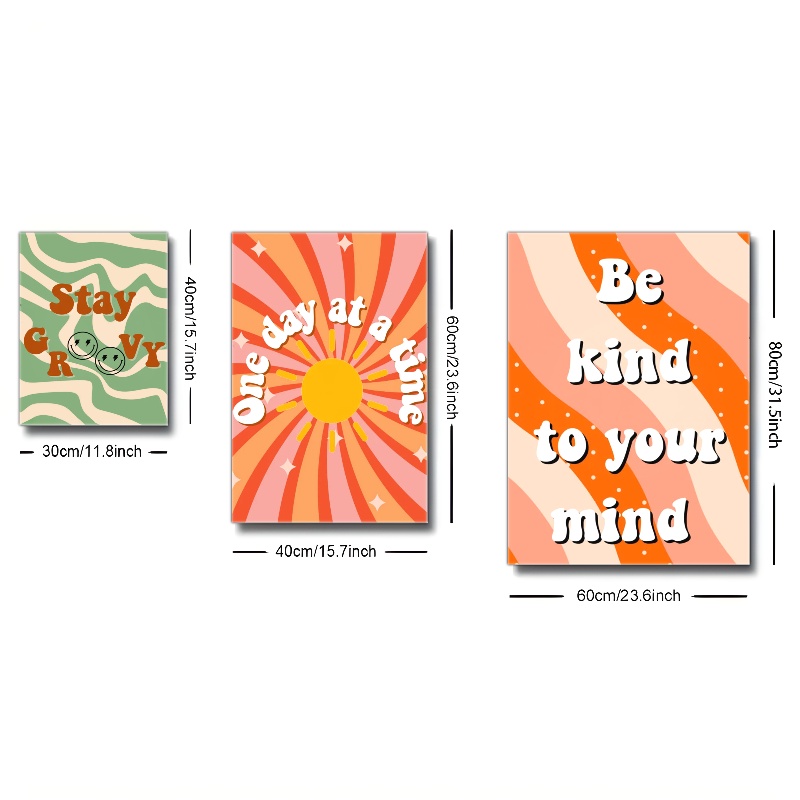 Stay
GROOVY
40cm/15.7inch
30cm/11.8inch
One day at a time
60cm/23.6inch
40cm/15.7inch
Be
kind
to your
mind
80cm/31.5inch
60cm/23.6inch